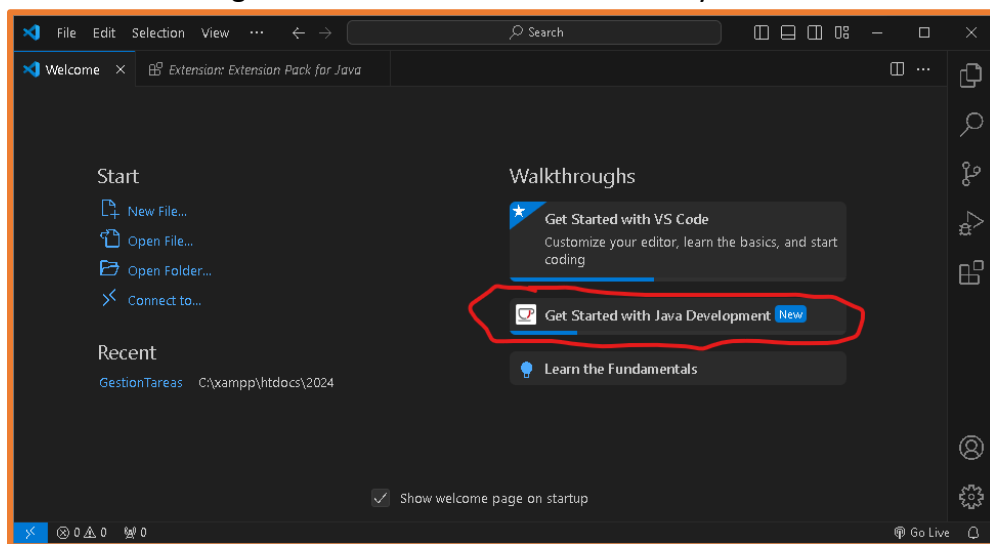 File Edit Selection View ··· Search
Welcome Extension: Extension Pack for Java
Start
New File...
Open File...
Open Folder...
Connect to...
Recent
GestionTareas C:\xampp\htdocs\2024
Walkthroughs
Get Started with VS Code
Customize your editor, learn the basics, and start
coding
Get Started with Java Development New
Learn the Fundamentals
Show welcome page on startup
0 0 0 Go Live